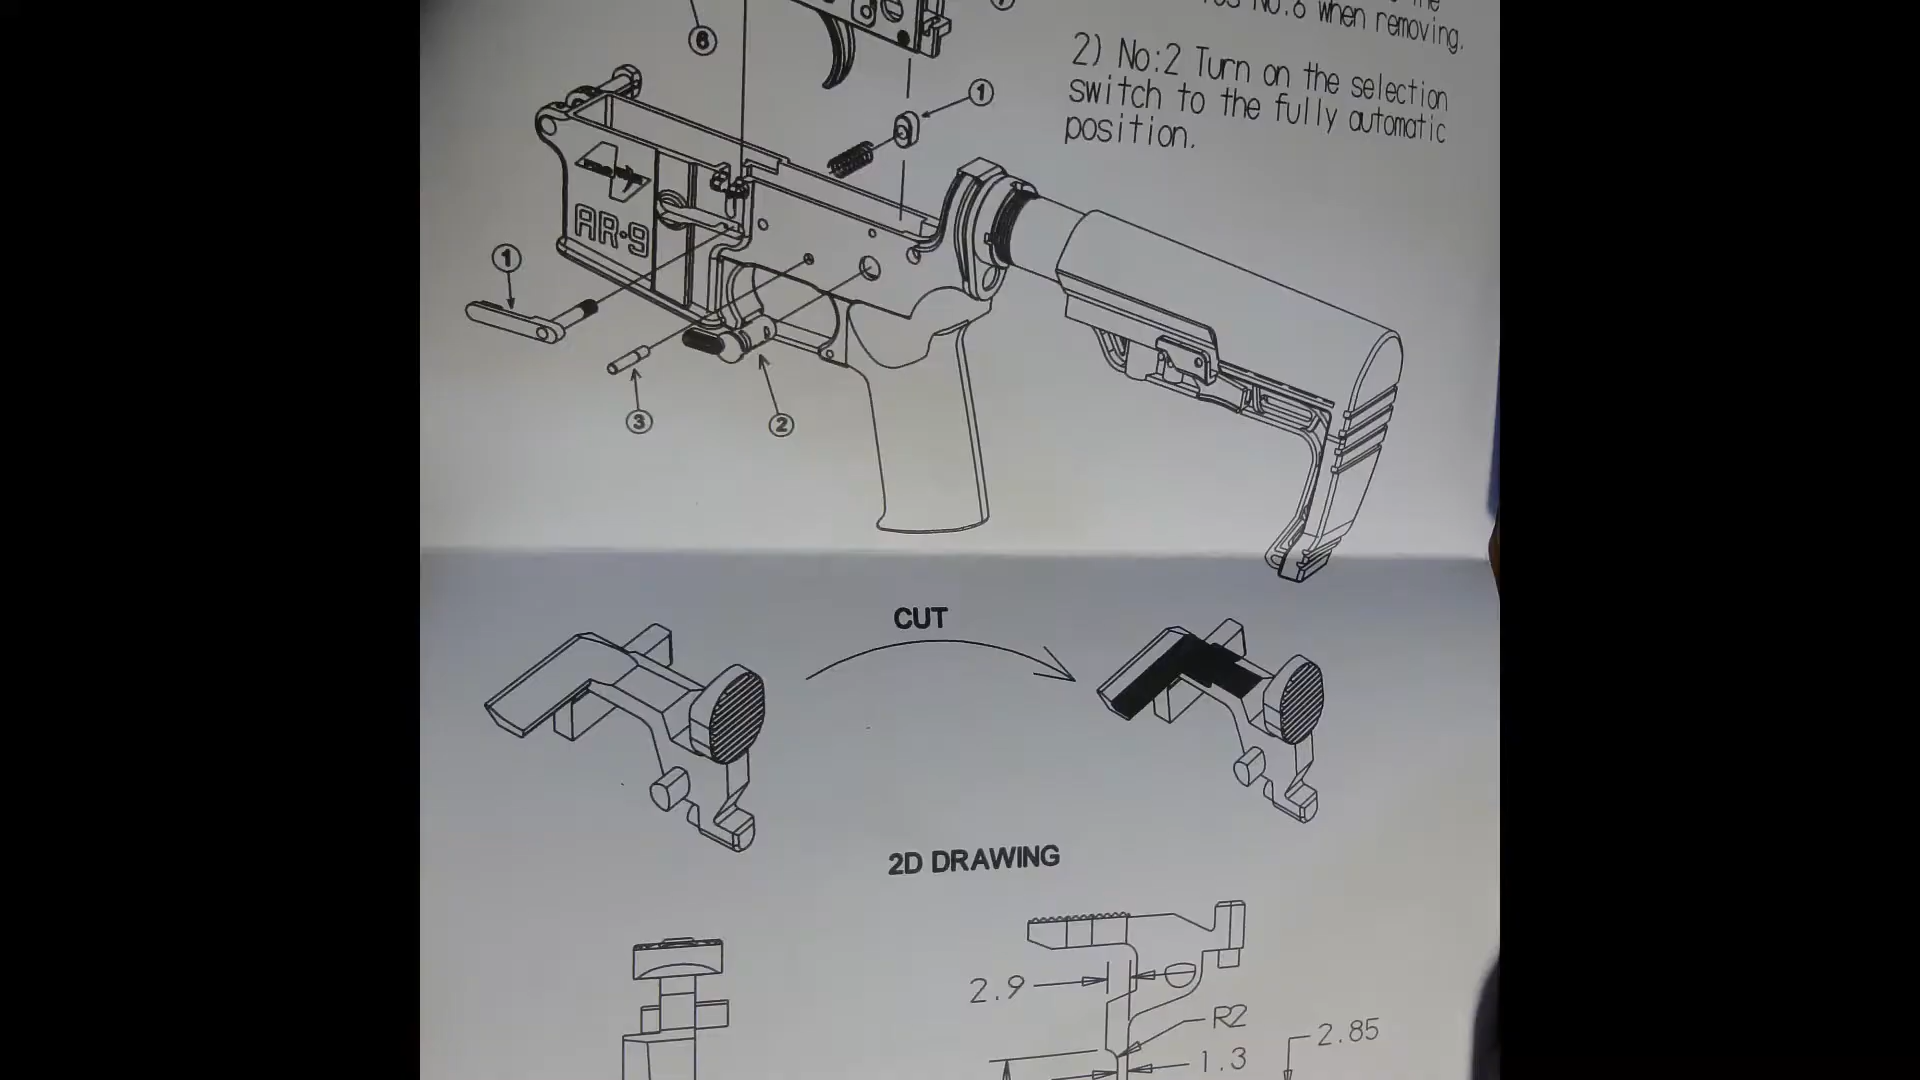 No.6 when removing.
2) No:2 Turn on the selection
switch to the fully automatic
position.
6
1
AR-9
1
3
2
CUT
2D DRAWING
2.9
R2
2.85
1.3